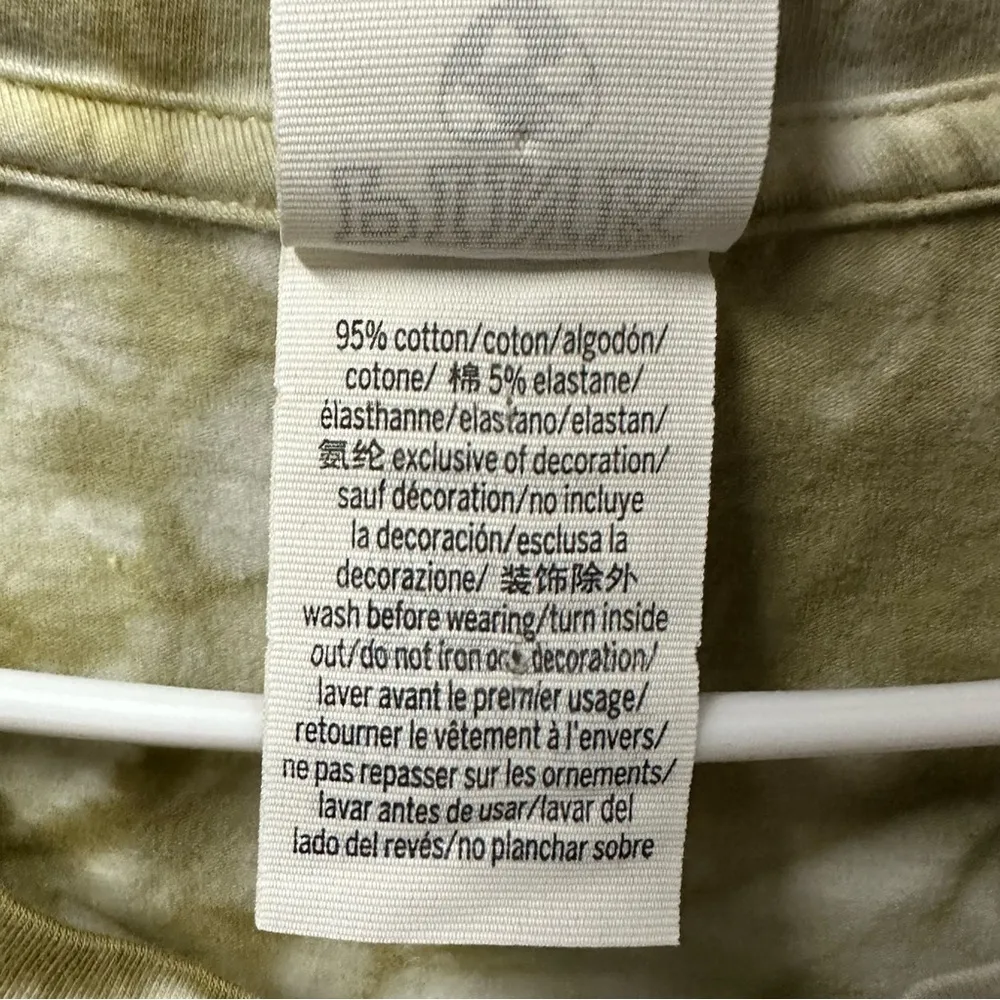 95% cotton/coton/algodón/
cotone/ 棉 5% elastane/
élasthanne/elastano/elastan/
氨纶 exclusive of decoration/
sauf décoration/no incluye
la decoración/esclusa la
decorazione/ 装饰除外
wash before wearing/turn inside
out/do not iron on decoration/
laver avant le premier usage/
retourner le vêtement à l'envers/
ne pas repasser sur les ornements/
lavar antes de usar/lavar del
lado del revés/no planchar sobre